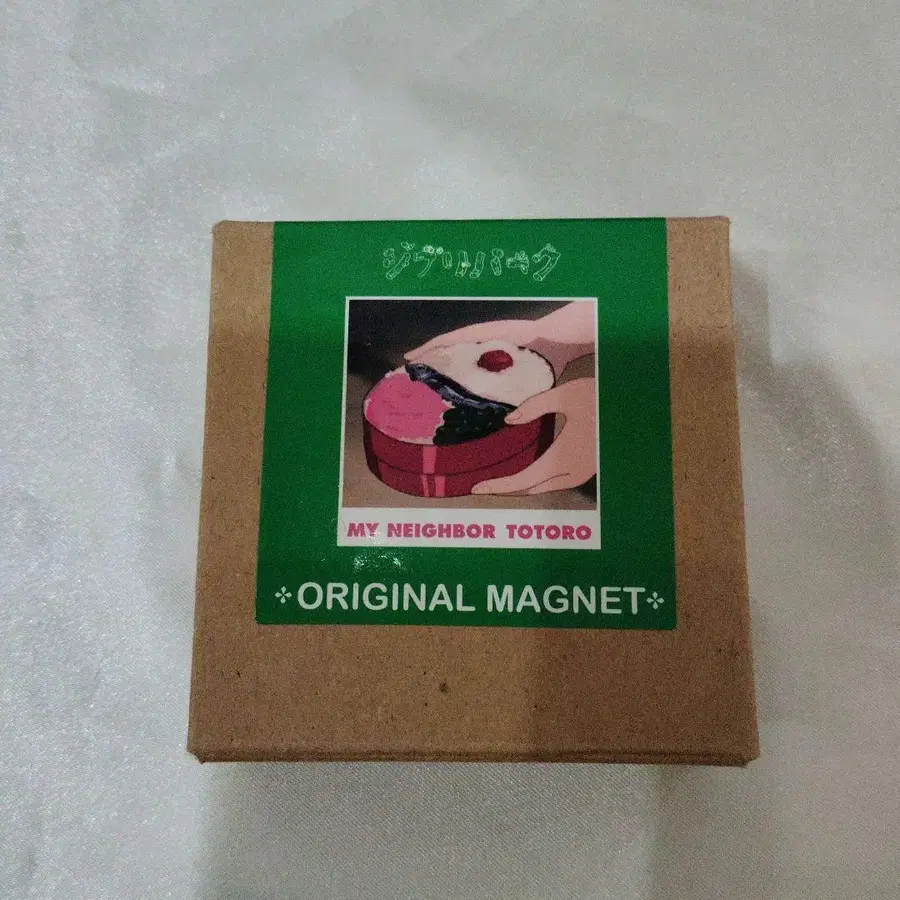 ジブリパーク
MY NEIGHBOR TOTORO
ORIGINAL MAGNET